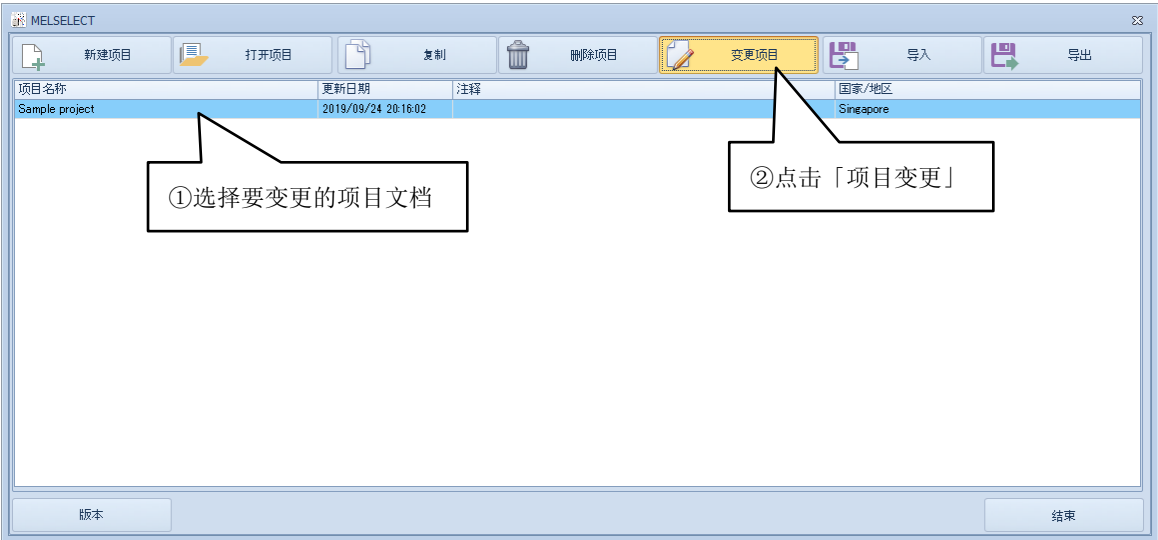 MELSELECT
新建项目 打开项目 复制 删除项目 变更项目 导入 导出
项目名称 更新日期 注释 国家/地区
Sample project 2019/09/24 20:16:02 Singapore
①选择要变更的项目文档
②点击「项目变更」
版本 结束